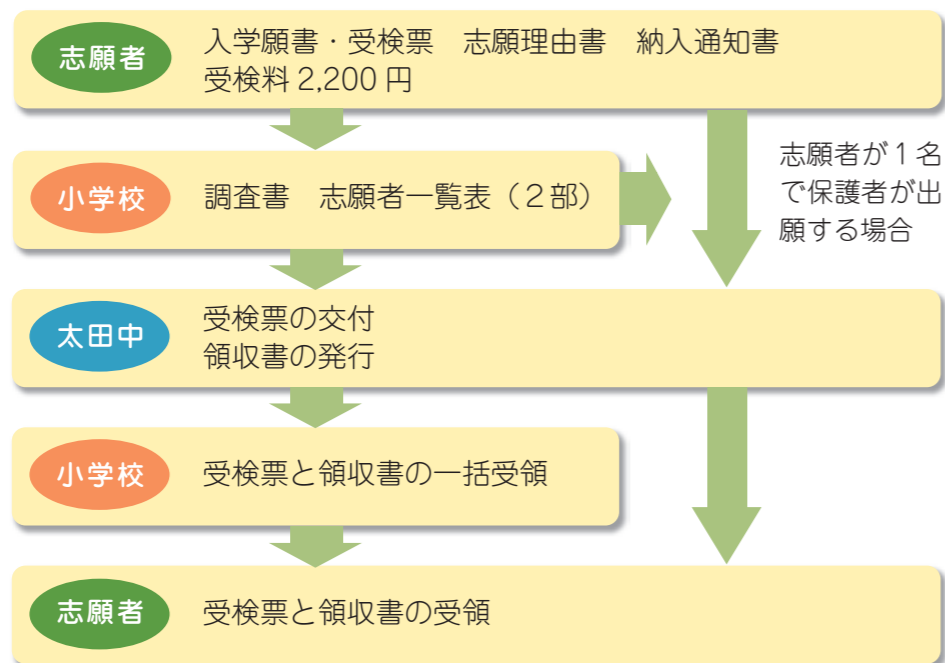 志願者
入学願書・受検票　志願理由書　納入通知書
受検料 2,200 円
小学校
調査書　志願者一覧表（２部）
志願者が１名
で保護者が出
願する場合
太田中
受検票の交付
領収書の発行
小学校
受検票と領収書の一括受領
志願者
受検票と領収書の受領